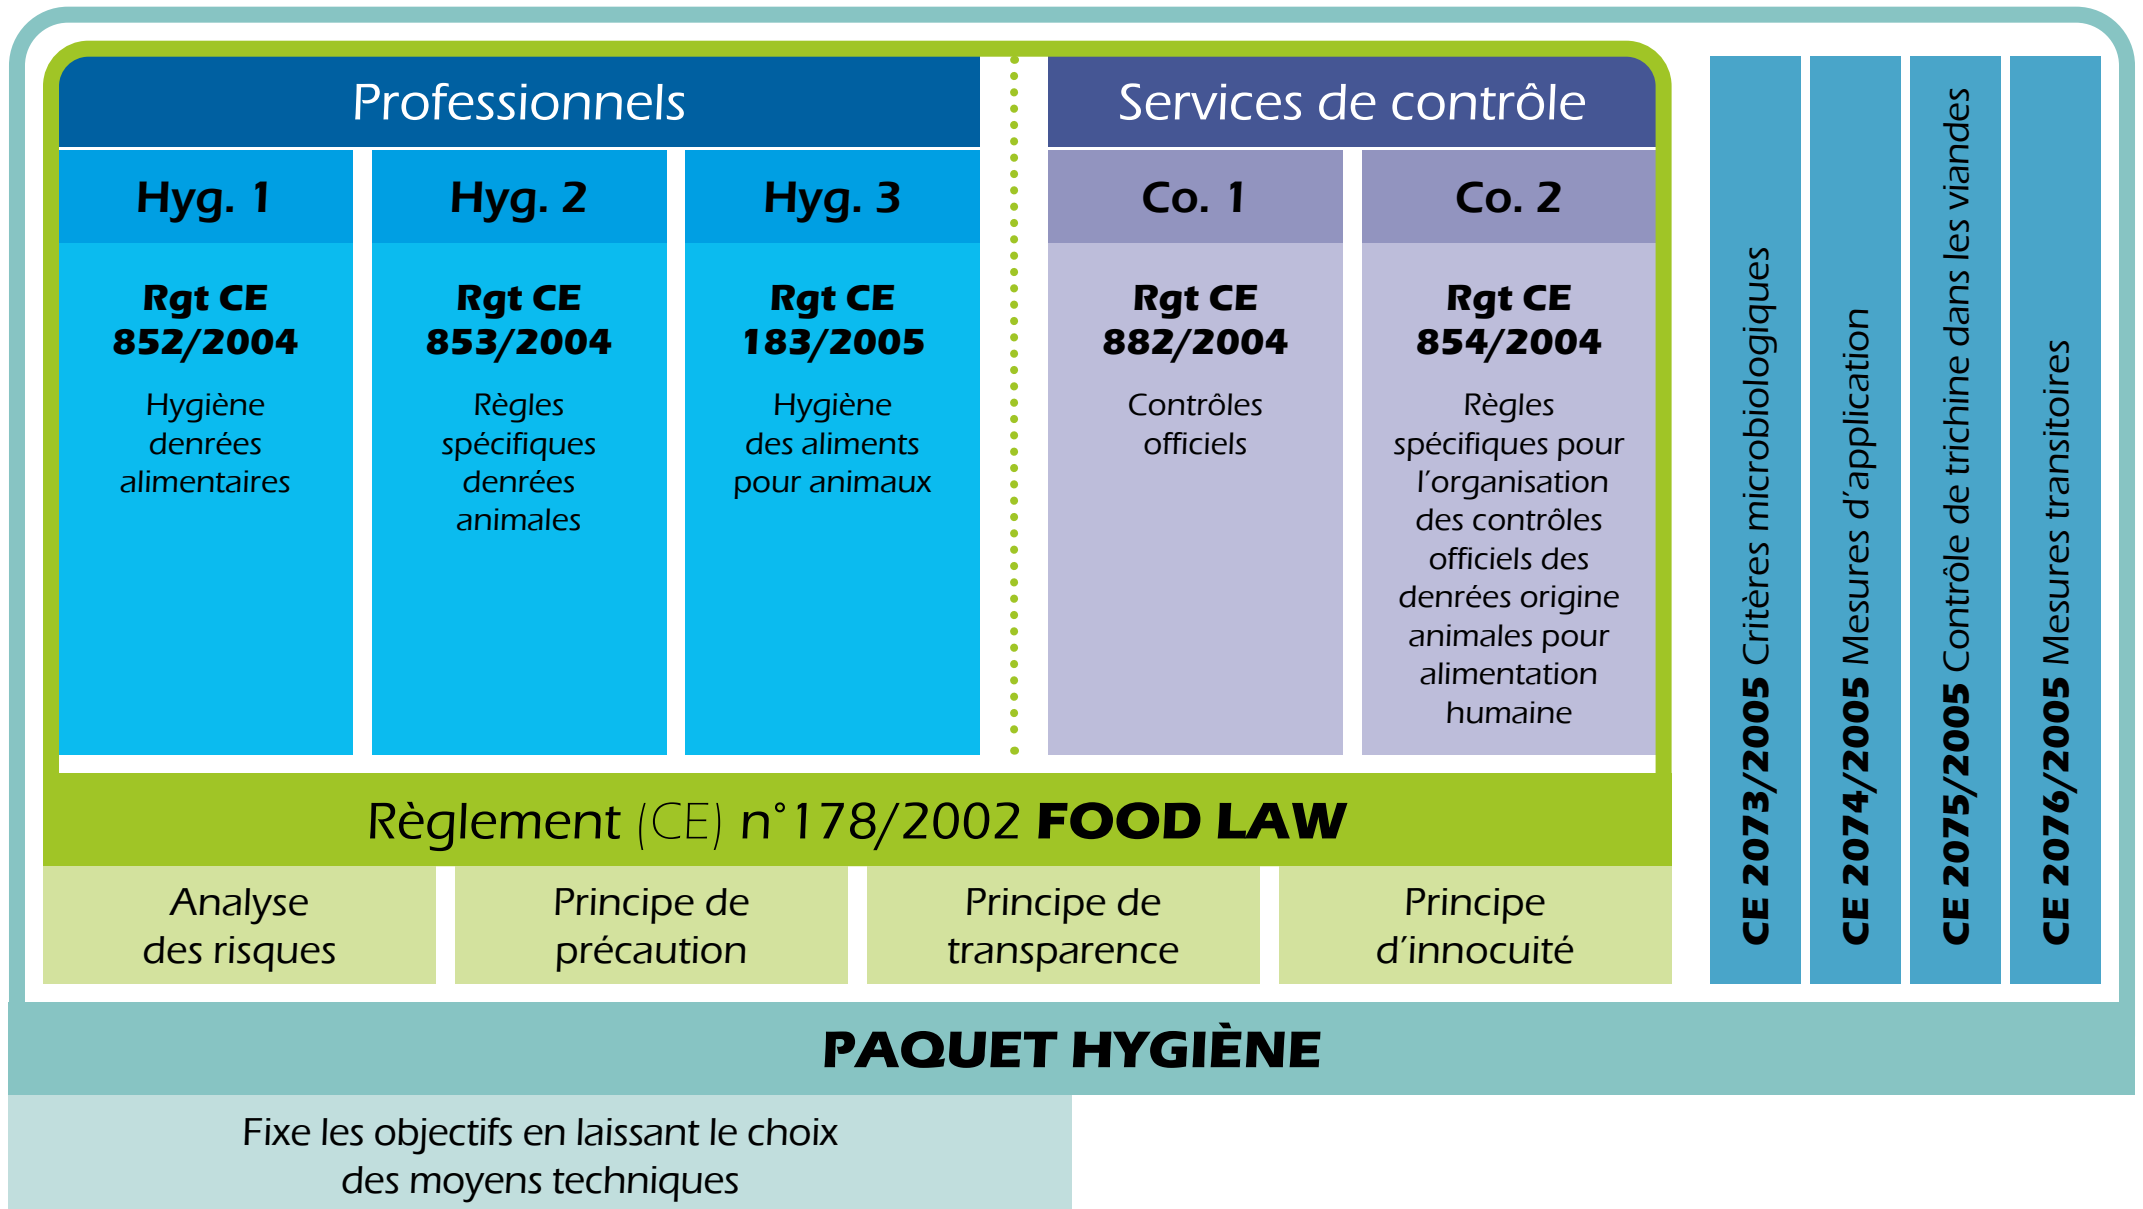 Professionnels
Hyg. 1
Rgt CE
852/2004
Hygiène
denrées
alimentaires
Hyg. 2
Rgt CE
853/2004
Règles
spécifiques
denrées
animales
Hyg. 3
Rgt CE
183/2005
Hygiène
des aliments
pour animaux
Services de contrôle
Co. 1
Rgt CE
882/2004
Contrôles
officiels
Co. 2
Rgt CE
854/2004
Règles
spécifiques pour
l'organisation
des contrôles
officiels des
denrées origine
animales pour
alimentation
humaine
CE 2073/2005 Critères microbiologiques
CE 2074/2005 Mesures d'application
CE 2075/2005 Contrôle de trichine dans les viandes
CE 2076/2005 Mesures transitoires
Règlement (CE) n°178/2002 FOOD LAW
Analyse
des risques
Principe de
précaution
Principe de
transparence
Principe
d'innocuité
PAQUET HYGIÈNE
Fixe les objectifs en laissant le choix
des moyens techniques